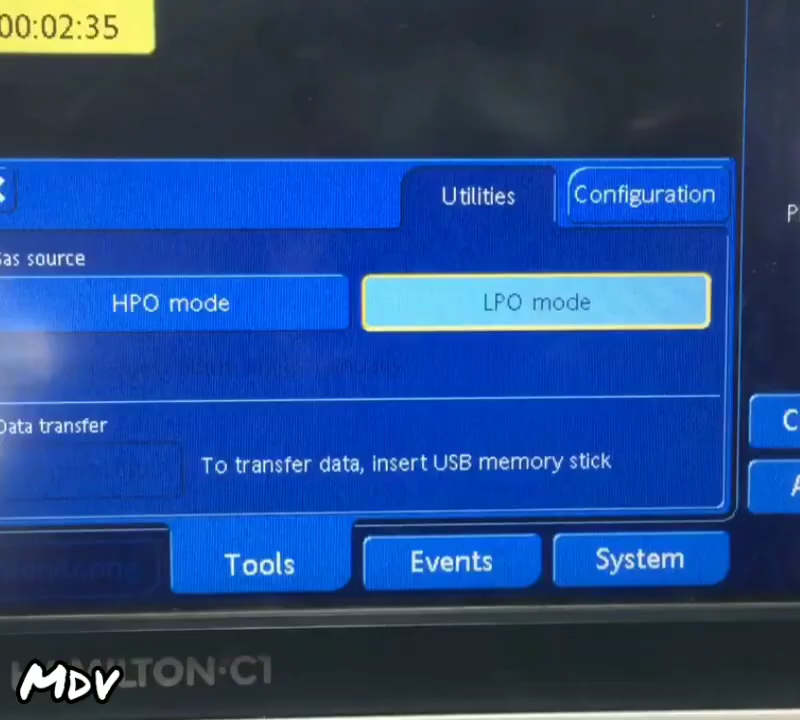 00:02:35
Utilities
Configuration
Gas source
HPO mode
LPO mode
Data transfer
To transfer data, insert USB memory stick
Tools
Events
System
HAMILTON·C1
MDV